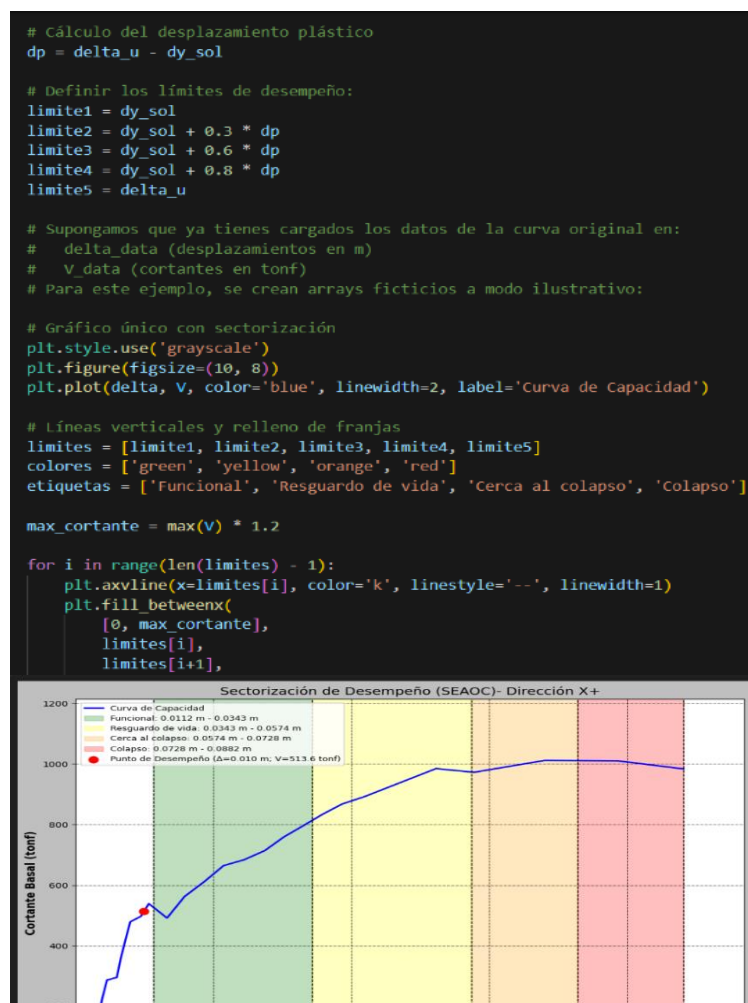 # Cálculo del desplazamiento plástico
dp = delta_u - dy_sol
# Definir los límites de desempeño:
limite1 = dy_sol
limite2 = dy_sol + 0.3 * dp
limite3 = dy_sol + 0.6 * dp
limite4 = dy_sol + 0.8 * dp
limite5 = delta_u
# Supongamos que ya tienes cargados los datos de la curva original en:
#   delta_data (desplazamientos en m)
#   V_data (cortantes en tonf)
# Para este ejemplo, se crean arrays ficticios a modo ilustrativo:
# Gráfico único con sectorización
plt.style.use('grayscale')
plt.figure(figsize=(10, 8))
plt.plot(delta, V, color='blue', linewidth=2, label='Curva de Capacidad')
# Líneas verticales y relleno de franjas
limites = [limite1, limite2, limite3, limite4, limite5]
colores = ['green', 'yellow', 'orange', 'red']
etiquetas = ['Funcional', 'Resguardo de vida', 'Cerca al colapso', 'Colapso']
max_cortante = max(V) * 1.2
for i in range(len(limites) - 1):
    plt.axvline(x=limites[i], color='k', linestyle='--', linewidth=1)
    plt.fill_betweenx(
        [0, max_cortante],
        limites[i],
        limites[i+1],
Sectorización de Desempeño (SEAOC)- Dirección X+
Curva de Capacidad
Funcional: 0.0112 m - 0.0343 m
Resguardo de vida: 0.0343 m - 0.0574 m
Cerca al colapso: 0.0574 m - 0.0728 m
Colapso: 0.0728 m - 0.0882 m
Punto de Desempeño (Δ=0.010 m; V=513.6 tonf)
Cortante Basal (tonf)
1200
1000
800
600
400